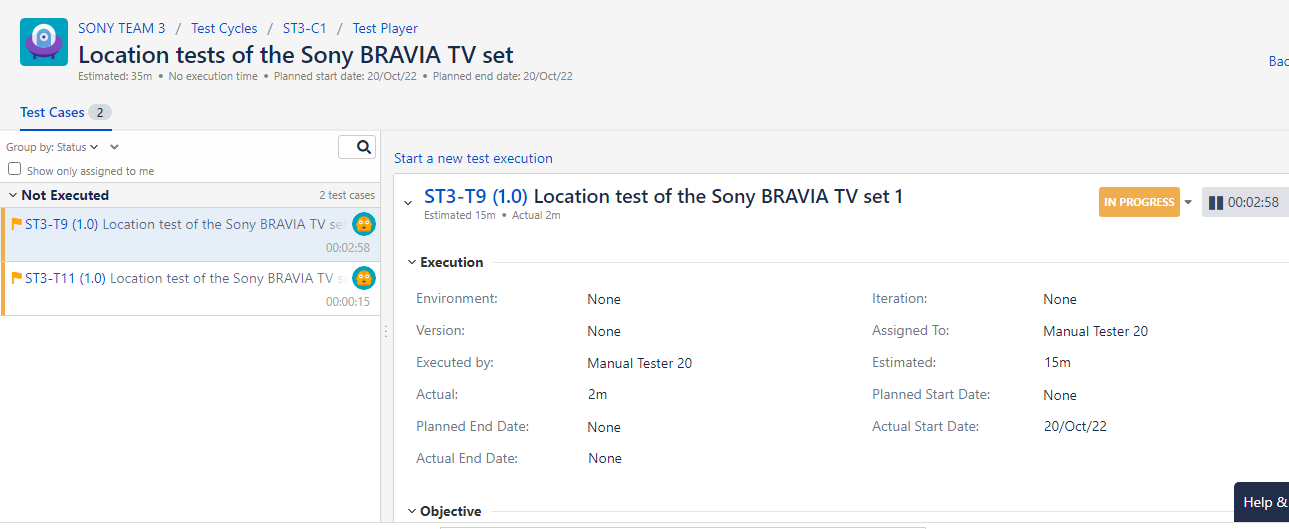 SONY TEAM 3 / Test Cycles / ST3-C1 / Test Player
Location tests of the Sony BRAVIA TV set
Estimated: 35m • No execution time • Planned start date: 20/Oct/22 • Planned end date: 20/Oct/22
Bac
Test Cases 2
Group by: Status
Show only assigned to me
Not Executed 2 test cases
ST3-T9 (1.0) Location test of the Sony BRAVIA TV set
00:02:58
ST3-T11 (1.0) Location test of the Sony BRAVIA TV se
00:00:15
Start a new test execution
ST3-T9 (1.0) Location test of the Sony BRAVIA TV set 1
IN PROGRESS 00:02:58
Estimated 15m • Actual 2m
Execution
Environment: None Iteration: None
Version: None Assigned To: Manual Tester 20
Executed by: Manual Tester 20 Estimated: 15m
Actual: 2m Planned Start Date: None
Planned End Date: None Actual Start Date: 20/Oct/22
Actual End Date: None
Help &
Objective